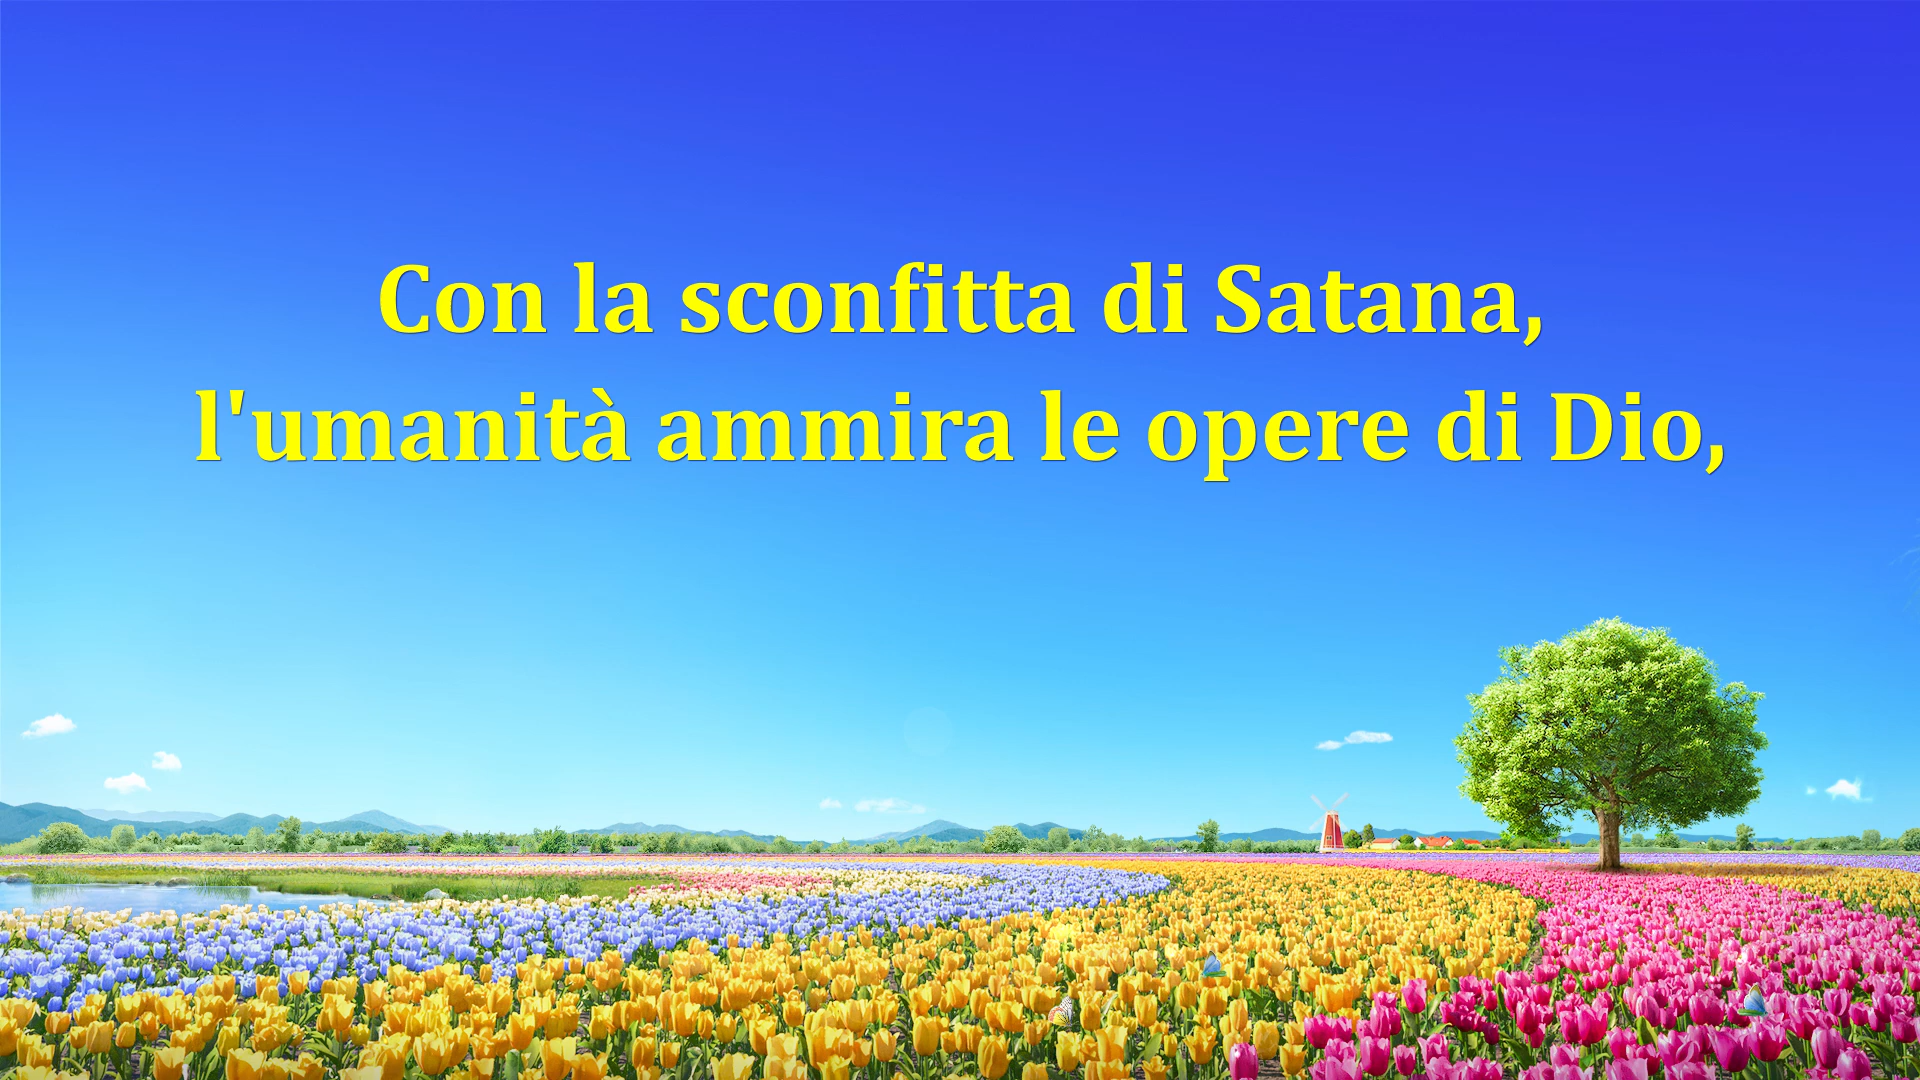 Con la sconfitta di Satana,
l'umanità ammira le opere di Dio,